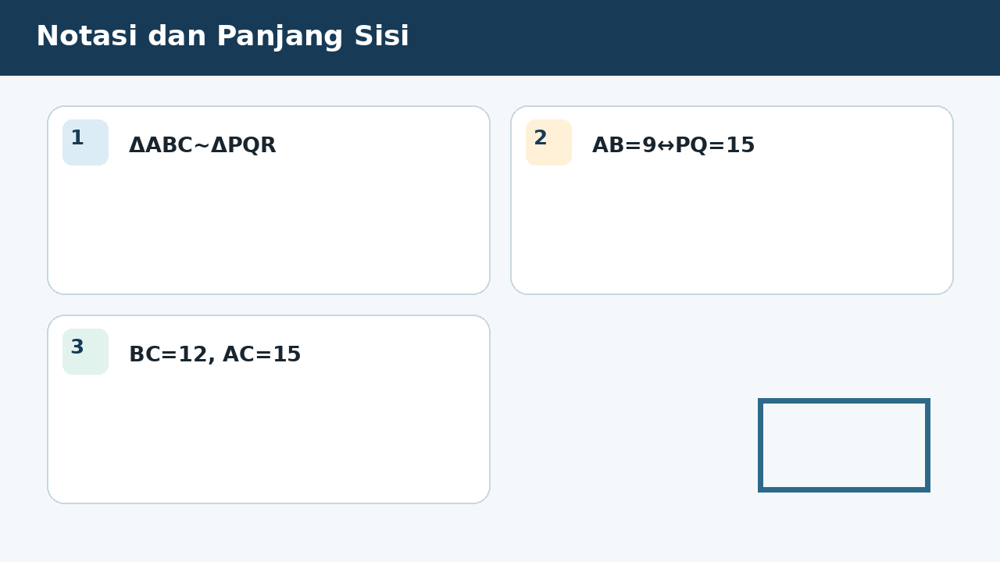 Notasi dan Panjang Sisi
1
ΔABC~ΔPQR
2
AB=9↔PQ=15
3
BC=12, AC=15